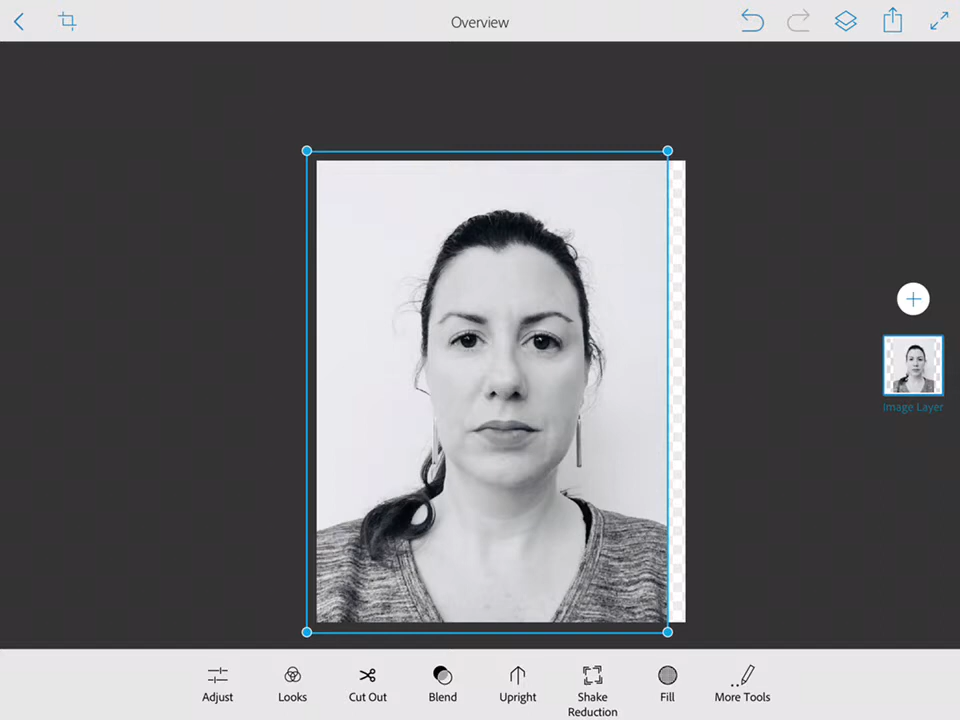 Overview
Image Layer
Adjust
Looks
Cut Out
Blend
Upright
Shake
Reduction
Fill
More Tools